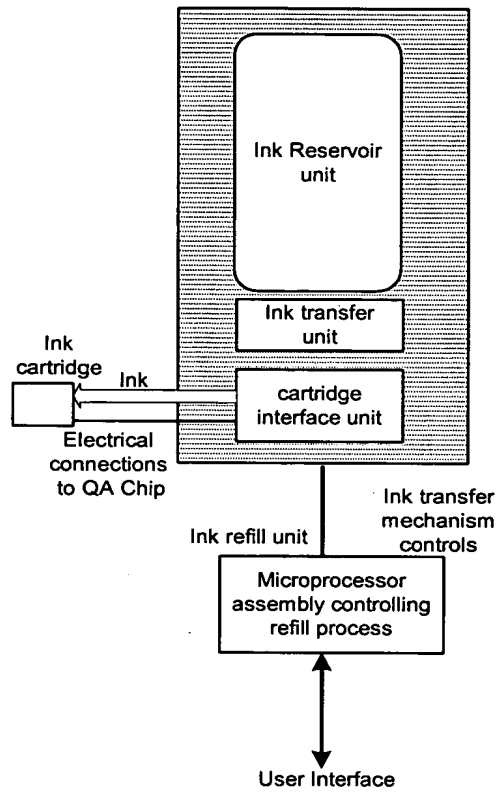 Ink Reservoir
unit
Ink transfer
unit
Ink
cartridge
Ink
cartridge
interface unit
Electrical
connections
to QA Chip
Ink transfer
mechanism
controls
Ink refill unit
Microprocessor
assembly controlling
refill process
User Interface